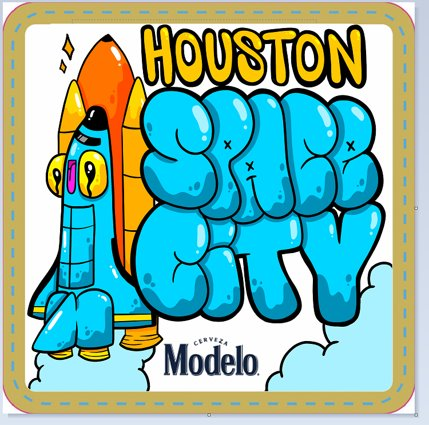 HOUSTON
SPACE
CiTY
CERVEZA
Modelo